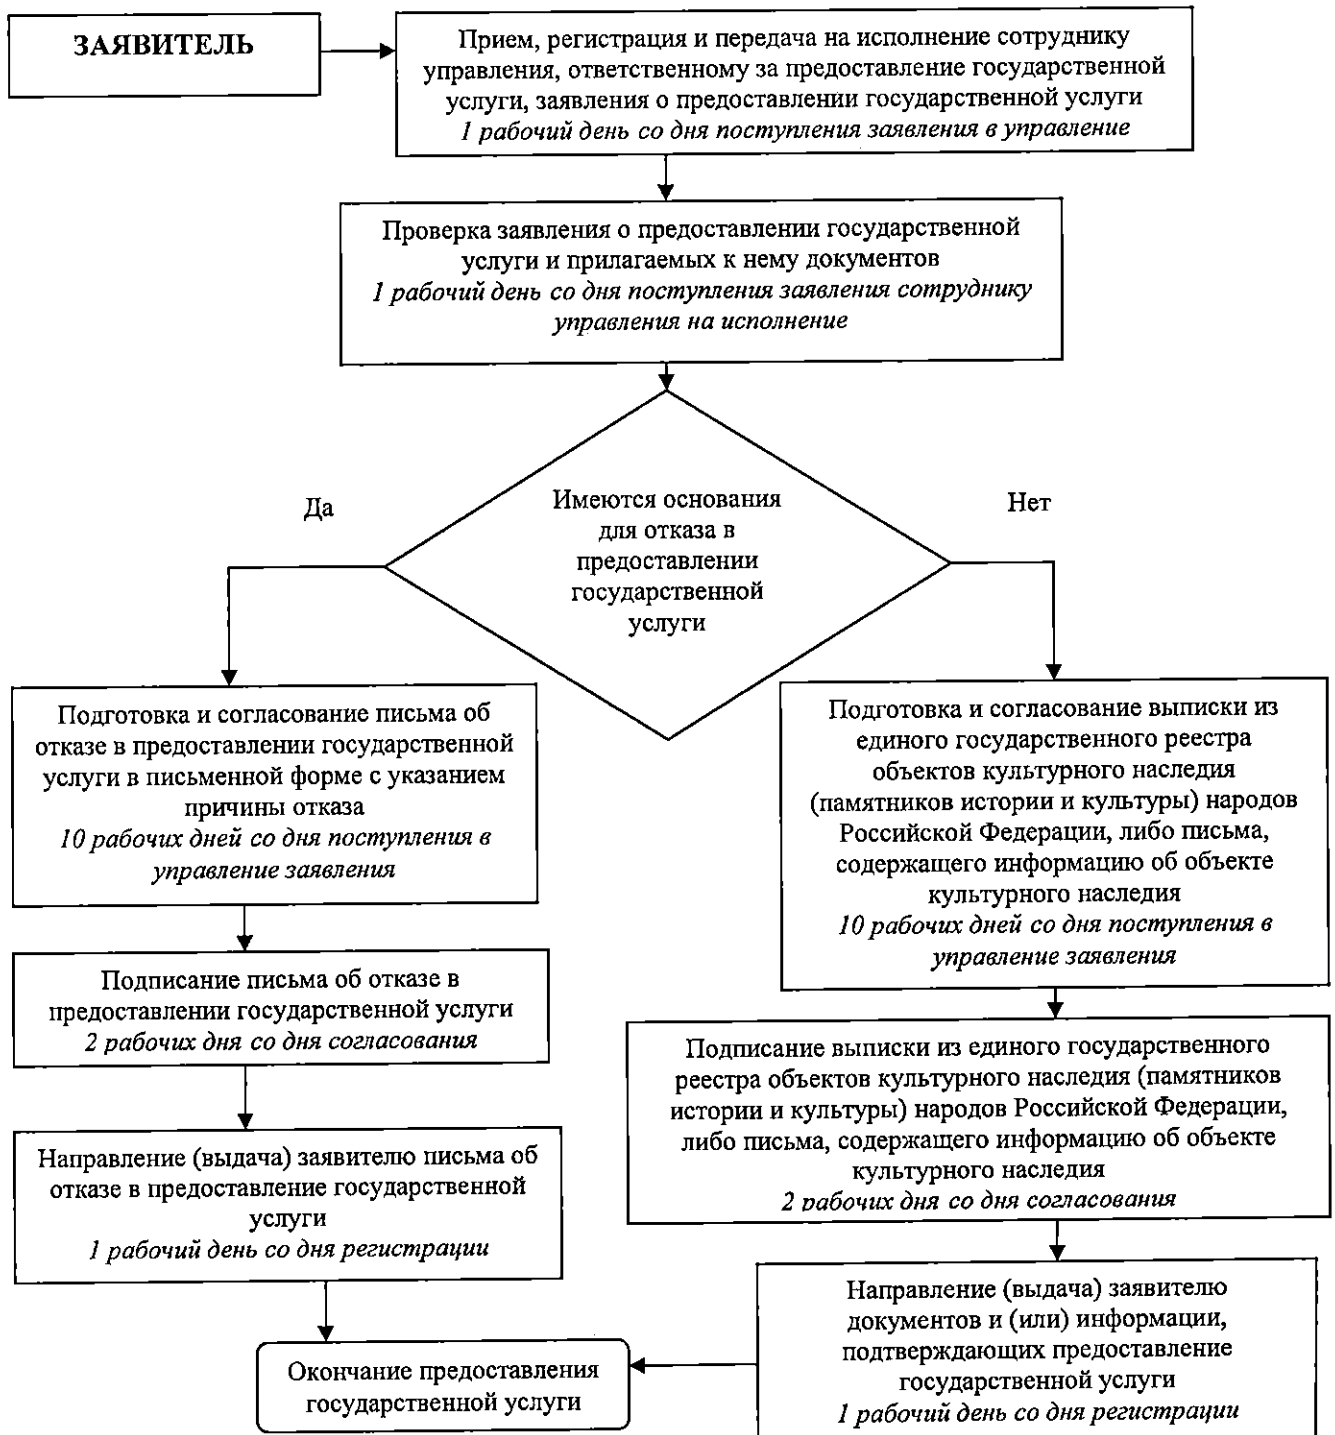 ЗАЯВИТЕЛЬ
Прием, регистрация и передача на исполнение сотруднику
управления, ответственному за предоставление государственной
услуги, заявления о предоставлении государственной услуги
1 рабочий день со дня поступления заявления в управление
Проверка заявления о предоставлении государственной
услуги и прилагаемых к нему документов
1 рабочий день со дня поступления заявления сотруднику
управления на исполнение
Да
Имеются основания
для отказа в
предоставлении
государственной
услуги
Нет
Подготовка и согласование письма об
отказе в предоставлении государственной
услуги в письменной форме с указанием
причины отказа
10 рабочих дней со дня поступления в
управление заявления
Подписание письма об отказе в
предоставлении государственной услуги
2 рабочих дня со дня согласования
Направление (выдача) заявителю письма об
отказе в предоставление государственной
услуги
1 рабочий день со дня регистрации
Подготовка и согласование выписки из
единого государственного реестра
объектов культурного наследия
(памятников истории и культуры) народов
Российской Федерации, либо письма,
содержащего информацию об объекте
культурного наследия
10 рабочих дней со дня поступления в
управление заявления
Подписание выписки из единого государственного
реестра объектов культурного наследия (памятников
истории и культуры) народов Российской Федерации,
либо письма, содержащего информацию об объекте
культурного наследия
2 рабочих дня со дня согласования
Направление (выдача) заявителю
документов и (или) информации,
подтверждающих предоставление
государственной услуги
1 рабочий день со дня регистрации
Окончание предоставления
государственной услуги